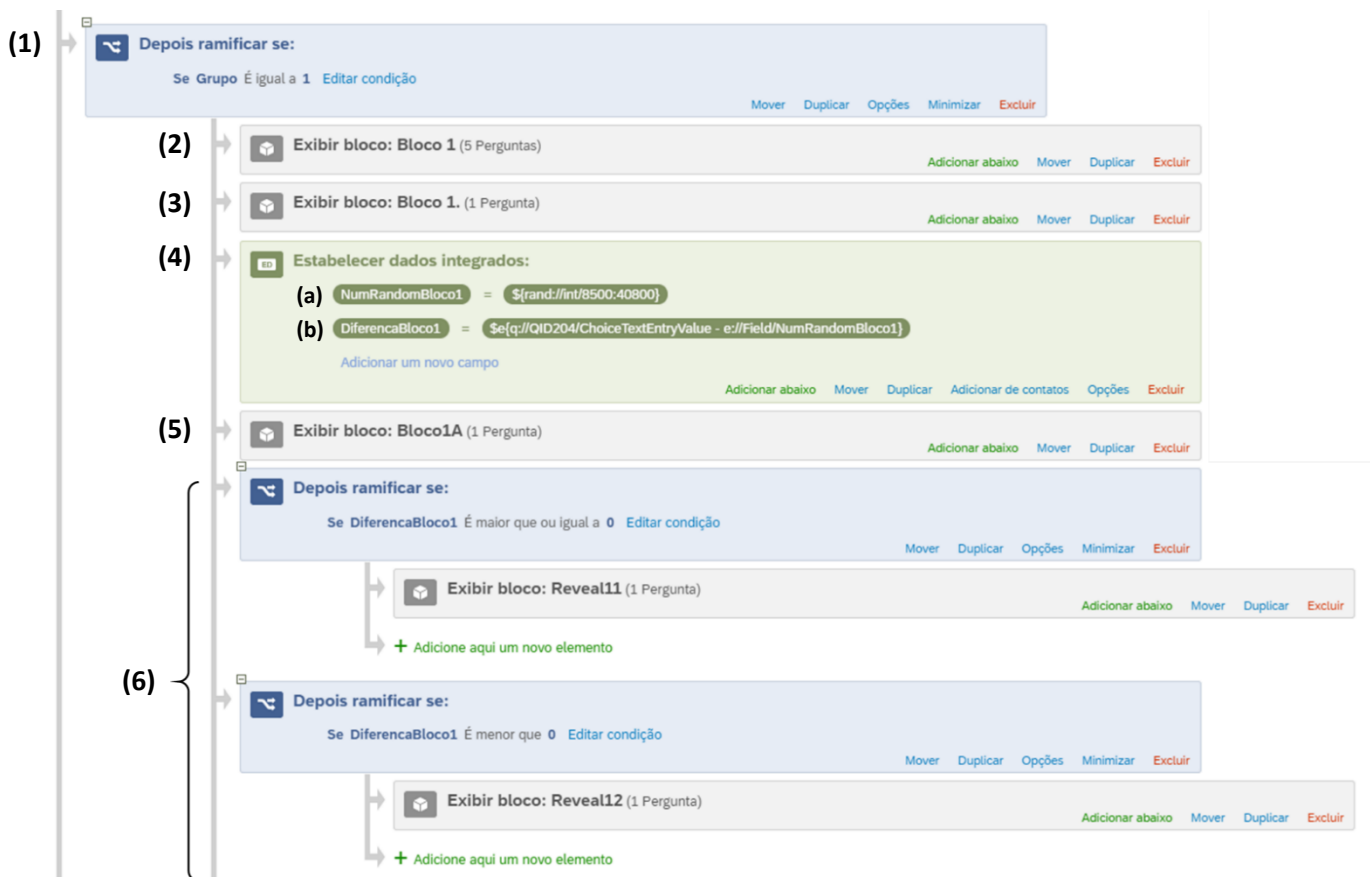 (1)
Depois ramificar se:
Se Grupo É igual a 1 Editar condição
Mover Duplicar Opções Minimizar Excluir
(2)
Exibir bloco: Bloco 1 (5 Perguntas)
Adicionar abaixo Mover Duplicar Excluir
(3)
Exibir bloco: Bloco 1. (1 Pergunta)
Adicionar abaixo Mover Duplicar Excluir
(4)
ED Estabelecer dados integrados:
(a) NumRandomBloco1 = ${rand://int/8500:40800}
(b) DiferencaBloco1 = $e{q://QID204/ChoiceTextEntryValue - e://Field/NumRandomBloco1}
Adicionar um novo campo
Adicionar abaixo Mover Duplicar Adicionar de contatos Opções Excluir
(5)
Exibir bloco: Bloco1A (1 Pergunta)
Adicionar abaixo Mover Duplicar Excluir
Depois ramificar se:
Se DiferencaBloco1 É maior que ou igual a 0 Editar condição
Mover Duplicar Opções Minimizar Excluir
Exibir bloco: Reveal11 (1 Pergunta)
Adicionar abaixo Mover Duplicar Excluir
+ Adicione aqui um novo elemento
(6)
Depois ramificar se:
Se DiferencaBloco1 É menor que 0 Editar condição
Mover Duplicar Opções Minimizar Excluir
Exibir bloco: Reveal12 (1 Pergunta)
Adicionar abaixo Mover Duplicar Excluir
+ Adicione aqui um novo elemento